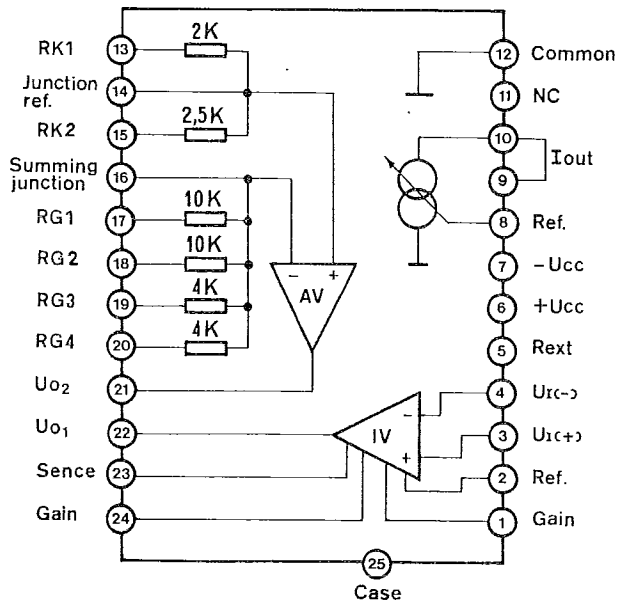 RK1 13 2K 12 Common
Junction ref. 14 11 NC
RK2 15 2,5K 10
Summing junction 16 Iout 9
RG1 17 10K 8 Ref.
RG2 18 10K 7 -Ucc
RG3 19 4K - + 6 +Ucc
RG4 20 4K AV 5 Rext
Uo2 21 4 UI(-)
Uo1 22 - IV 3 UI(+)
Sence 23 + 2 Ref.
Gain 24 1 Gain
25
Case